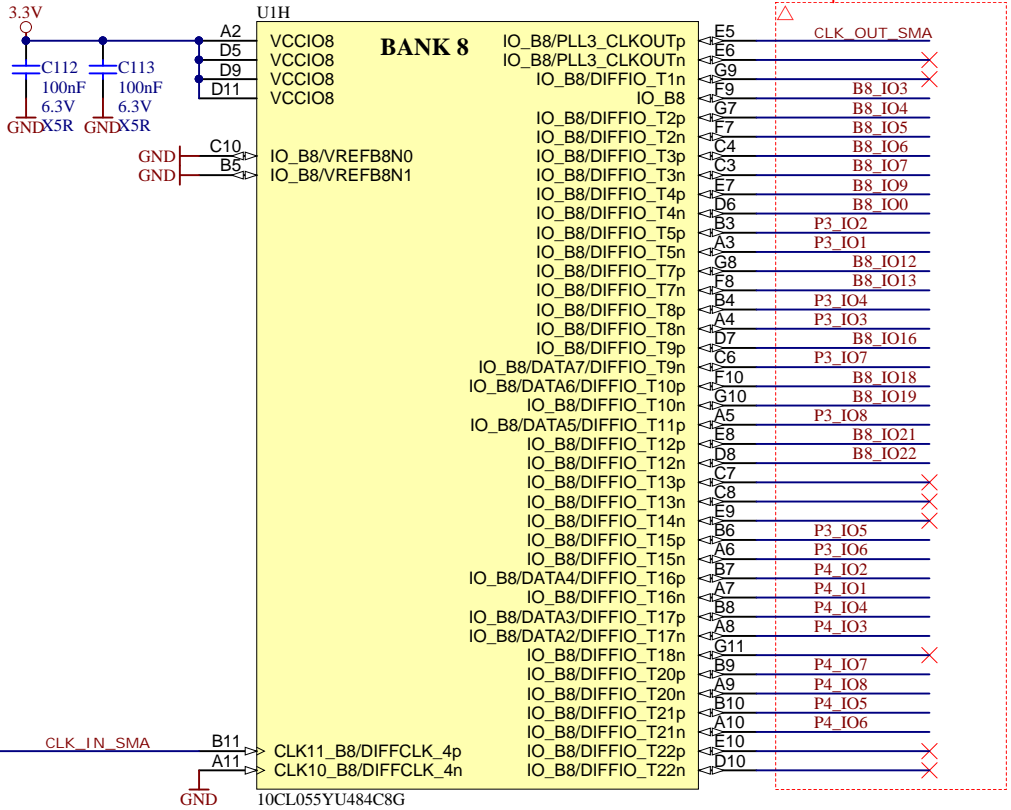 3.3V
U1H
BANK 8
A2 VCCIO8
D5 VCCIO8
D9 VCCIO8
D11 VCCIO8
C112
100nF
6.3V
X5R
GND
C113
100nF
6.3V
X5R
GND
GND C10 IO_B8/VREFB8N0
GND B5 IO_B8/VREFB8N1
IO_B8/PLL3_CLKOUTp E5 CLK_OUT_SMA
IO_B8/PLL3_CLKOUTn E6
IO_B8/DIFFIO_T1n G9
IO_B8 F9 B8_IO3
IO_B8/DIFFIO_T2p G7 B8_IO4
IO_B8/DIFFIO_T2n F7 B8_IO5
IO_B8/DIFFIO_T3p C4 B8_IO6
IO_B8/DIFFIO_T3n C3 B8_IO7
IO_B8/DIFFIO_T4p E7 B8_IO9
IO_B8/DIFFIO_T4n D6 B8_IO0
IO_B8/DIFFIO_T5p B3 P3_IO2
IO_B8/DIFFIO_T5n A3 P3_IO1
IO_B8/DIFFIO_T7p G8 B8_IO12
IO_B8/DIFFIO_T7n F8 B8_IO13
IO_B8/DIFFIO_T8p B4 P3_IO4
IO_B8/DIFFIO_T8n A4 P3_IO3
IO_B8/DIFFIO_T9p D7 B8_IO16
IO_B8/DATA7/DIFFIO_T9n C6 P3_IO7
IO_B8/DATA6/DIFFIO_T10p F10 B8_IO18
IO_B8/DIFFIO_T10n G10 B8_IO19
IO_B8/DATA5/DIFFIO_T11p A5 P3_IO8
IO_B8/DIFFIO_T12p E8 B8_IO21
IO_B8/DIFFIO_T12n D8 B8_IO22
IO_B8/DIFFIO_T13p C7
IO_B8/DIFFIO_T13n C8
IO_B8/DIFFIO_T14n E9
IO_B8/DIFFIO_T15p B6 P3_IO5
IO_B8/DIFFIO_T15n A6 P3_IO6
IO_B8/DATA4/DIFFIO_T16p B7 P4_IO2
IO_B8/DIFFIO_T16n A7 P4_IO1
IO_B8/DATA3/DIFFIO_T17p B8 P4_IO4
IO_B8/DATA2/DIFFIO_T17n A8 P4_IO3
IO_B8/DIFFIO_T18n G11
IO_B8/DIFFIO_T20p B9 P4_IO7
IO_B8/DIFFIO_T20n A9 P4_IO8
IO_B8/DIFFIO_T21p B10 P4_IO5
IO_B8/DIFFIO_T21n A10 P4_IO6
IO_B8/DIFFIO_T22p E10
IO_B8/DIFFIO_T22n D10
CLK_IN_SMA B11 CLK11_B8/DIFFCLK_4p
A11 CLK10_B8/DIFFCLK_4n
GND
10CL055YU484C8G